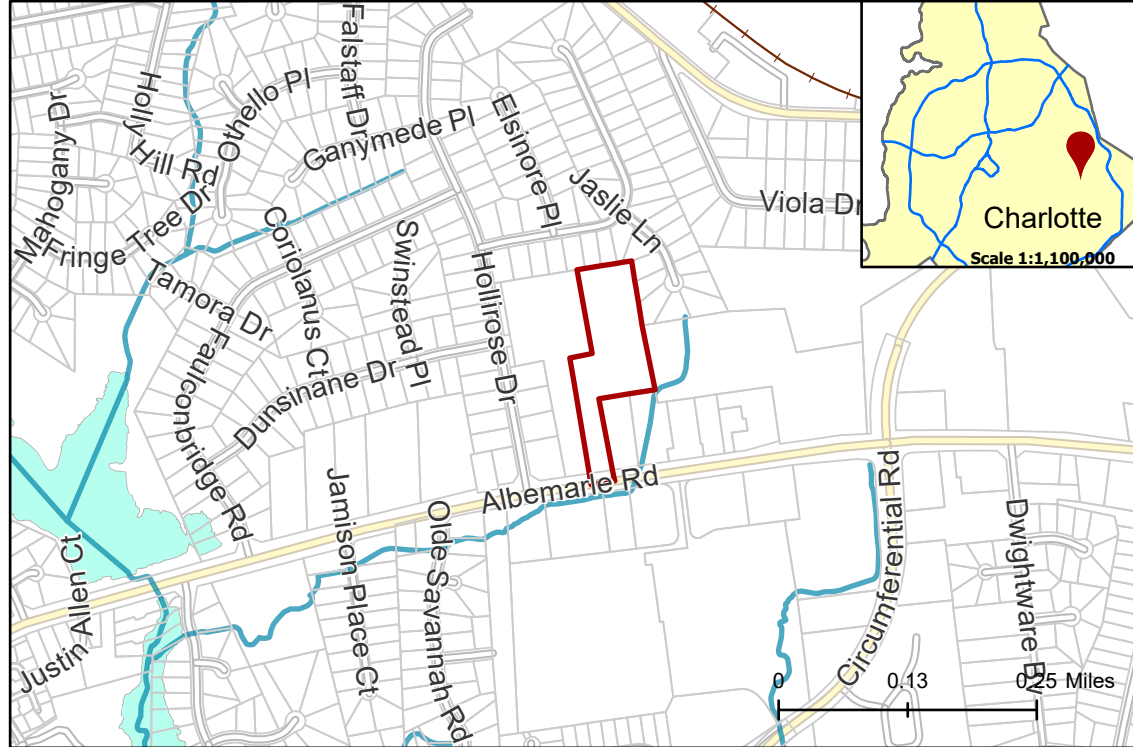 Falstaff Dr
Holly
Hill Rd
Othello Pl
Mahogany Dr
Ganymede Pl
Elsinore Pl
Jaslie Ln
Viola Dr
Fringe Tree Dr
Tamora Dr
Coriolanus Ct
Swinstead Pl
Hollirose Dr
Faulconbridge Rd
Dunsinane Dr
Albemarle Rd
Jamison Place Ct
Olde Savannah Rd
Justin Allen Ct
Circumferential Rd
Dwightware Bv
Charlotte
Scale 1:1,100,000
0 0.13 0.25 Miles